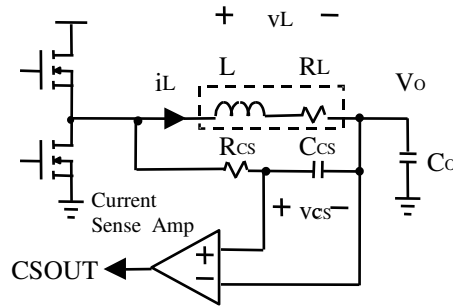 + vL −
iL L RL VO
RCS CCS CO
Current
Sense Amp
+ vCS −
CSOUT
+
−